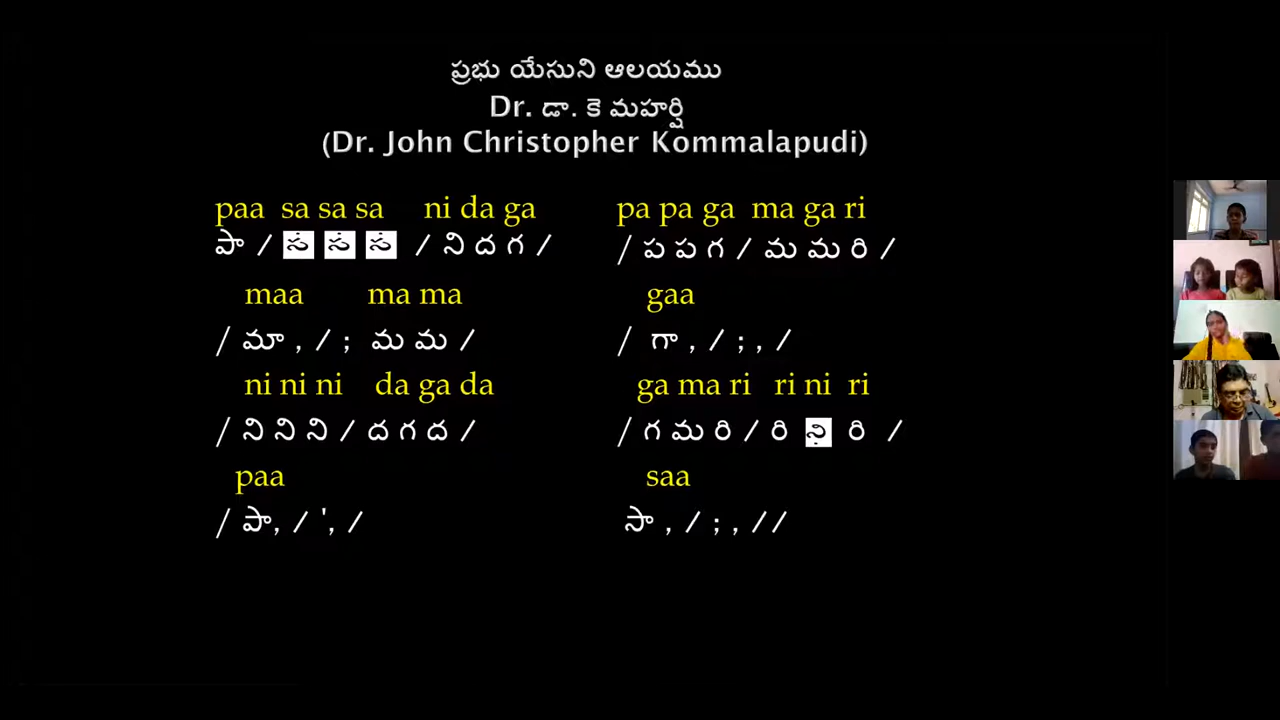 ప్రభు యేసుని ఆలయము
Dr. డా. కె మహర్షి
(Dr. John Christopher Kommalapudi)
paa sa sa sa ni da ga pa pa ga ma ga ri
పా / సં సં సં / ని ద గ / / ప ప గ / మ మ రి /
maa ma ma gaa
/ మా , / ; మ మ / / గా , / ; , /
ni ni ni da ga da ga ma ri ri ni ri
/ ని ని ని / ద గ ద / / గ మ రి / రి ని రి /
paa saa
/ పా, / ', / సా , / ; , / /